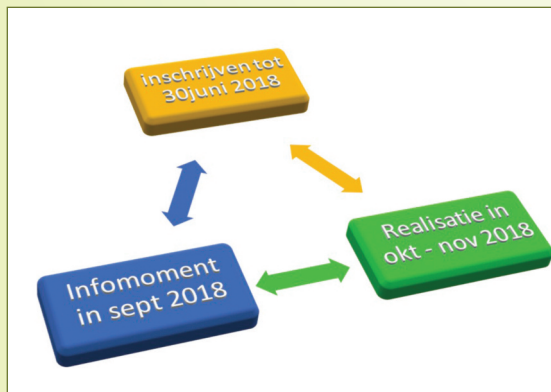 inschrijven tot
30juni 2018
Realisatie in
okt - nov 2018
Infomoment
in sept 2018